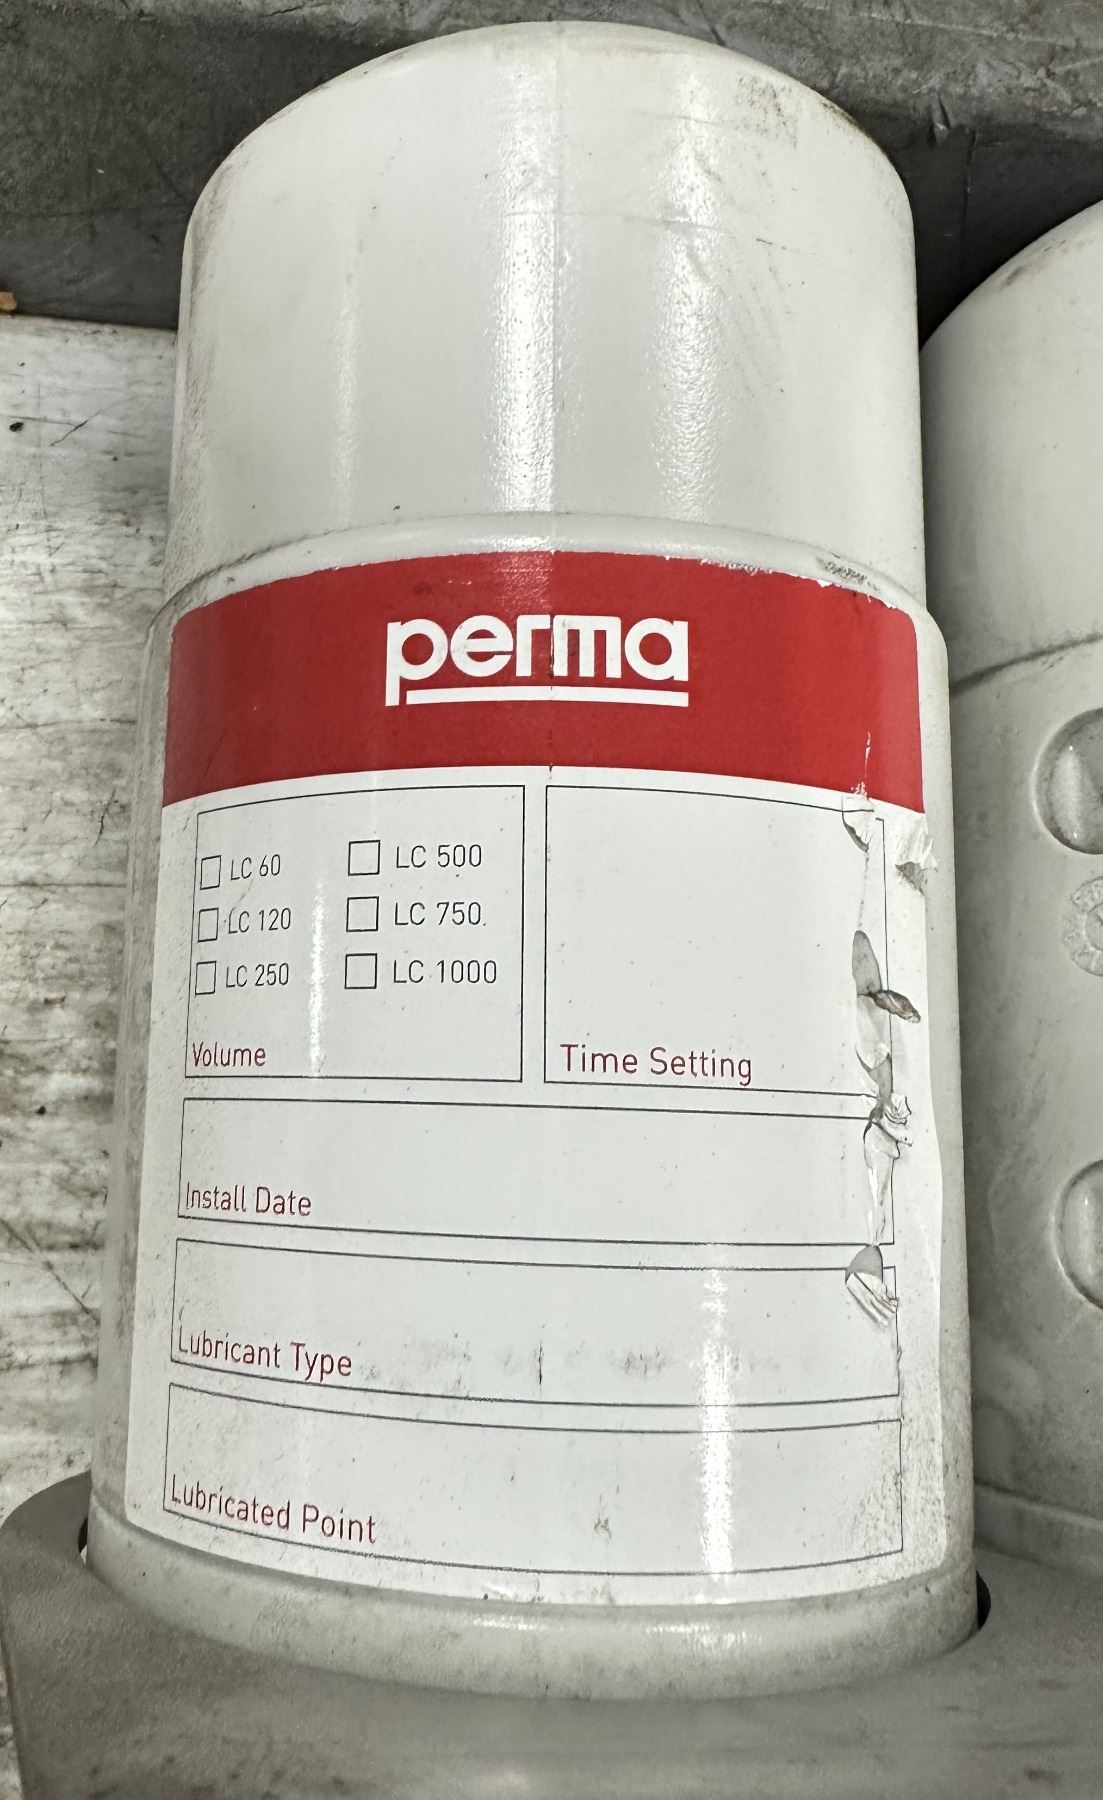 perma
LC 60
LC 500
LC 120
LC 750
LC 250
LC 1000
Volume
Time Setting
Install Date
Lubricant Type
Lubricated Point